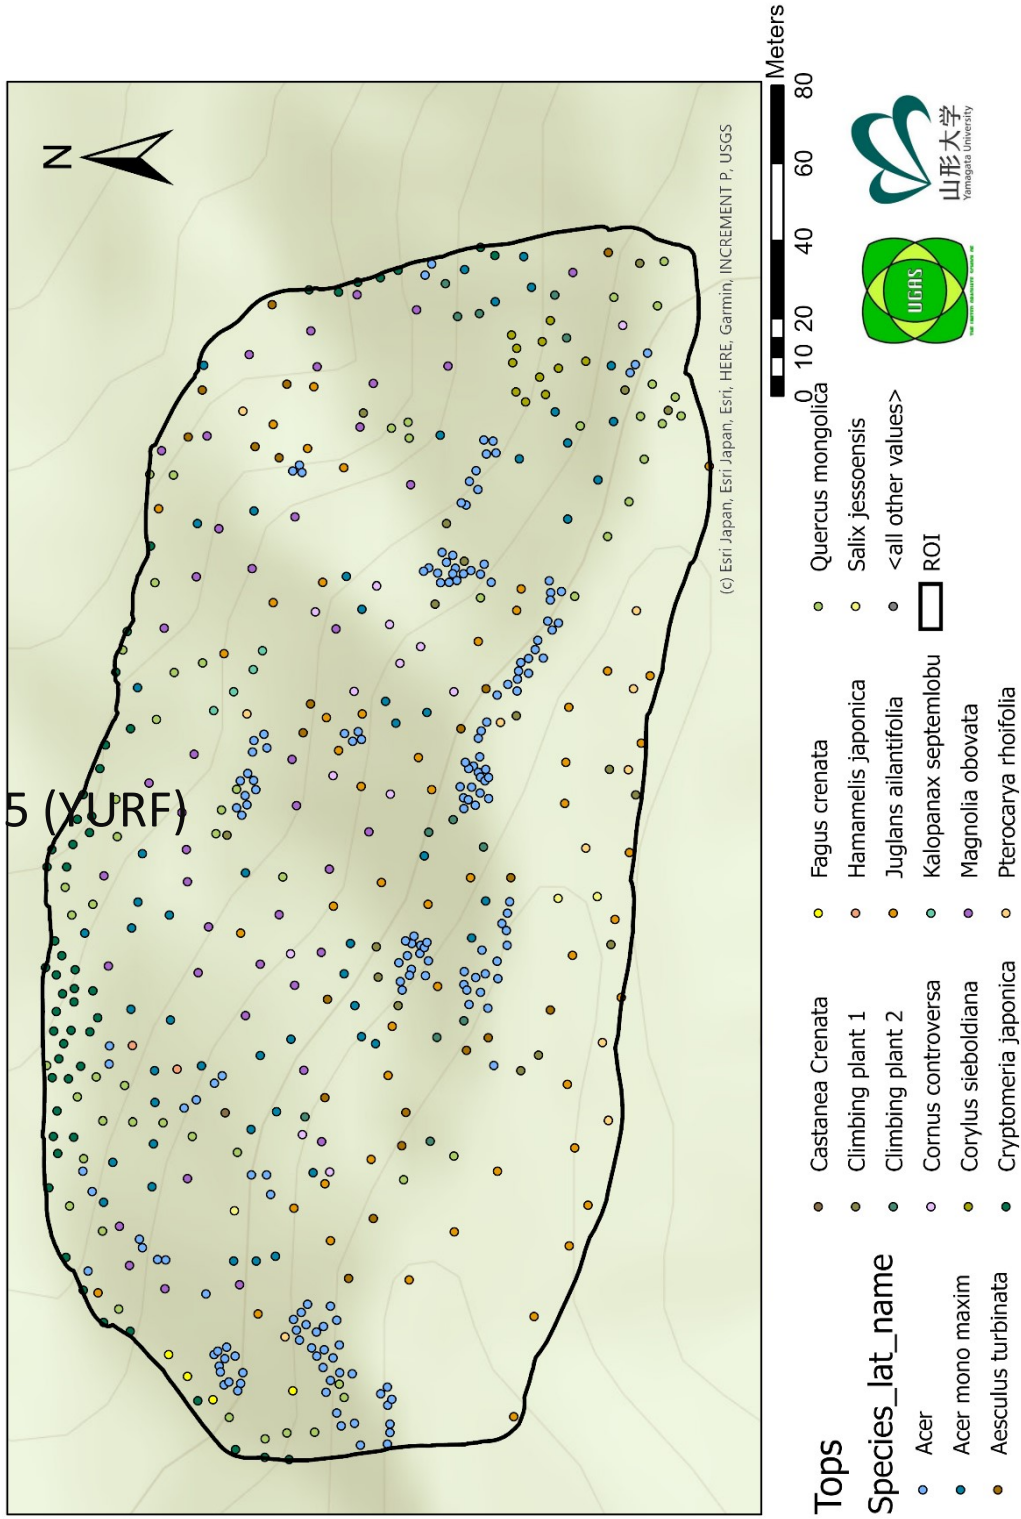 N
5 (YURF)
(c) Esri Japan, Esri Japan, Esri, HERE, Garmin, INCREMENT P, USGS
Meters
0 10 20 40 60 80
Tops
Species_lat_name
Acer
Acer mono maxim
Aesculus turbinata
Castanea Crenata
Climbing plant 1
Climbing plant 2
Cornus controversa
Corylus sieboldiana
Cryptomeria japonica
Fagus crenata
Hamamelis japonica
Juglans ailantifolia
Kalopanax septemlobu
Magnolia obovata
Pterocarya rhoifolia
Quercus mongolica
Salix jessoensis
<all other values>
ROI
UGAS
山形大学
Yamagata University